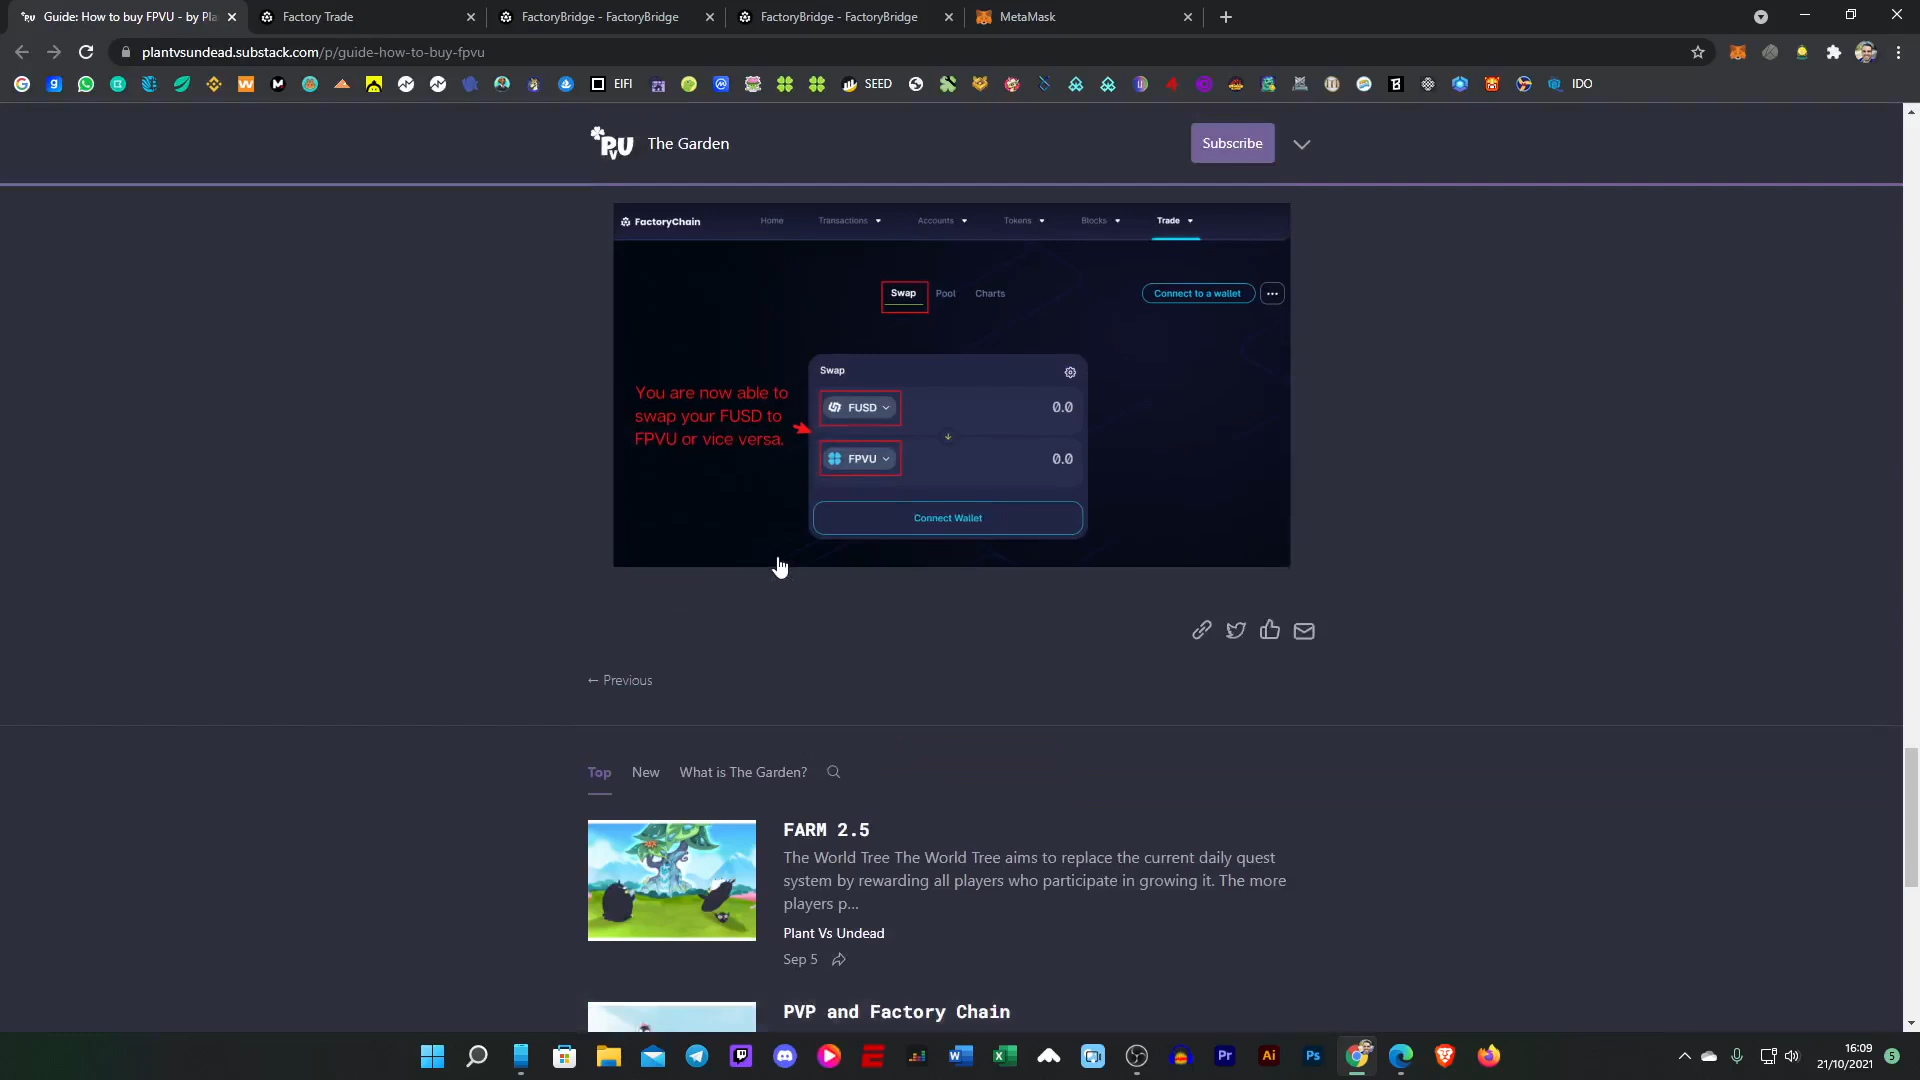 Guide: How to buy FPVU - by Pla
Factory Trade
FactoryBridge - FactoryBridge
FactoryBridge - FactoryBridge
MetaMask
plantvsundead.substack.com/p/guide-how-to-buy-fpvu
EIFI
SEED
IDO
PVU
The Garden
Subscribe
FactoryChain
Home
Transactions
Accounts
Tokens
Blocks
Trade
Swap
Pool
Charts
Connect to a wallet
Swap
You are now able to
swap your FUSD to
FPVU or vice versa.
FUSD
0.0
FPVU
0.0
Connect Wallet
← Previous
Top
New
What is The Garden?
FARM 2.5
The World Tree The World Tree aims to replace the current daily quest
system by rewarding all players who participate in growing it. The more
players p...
Plant Vs Undead
Sep 5
PVP and Factory Chain
16:09
21/10/2021
5